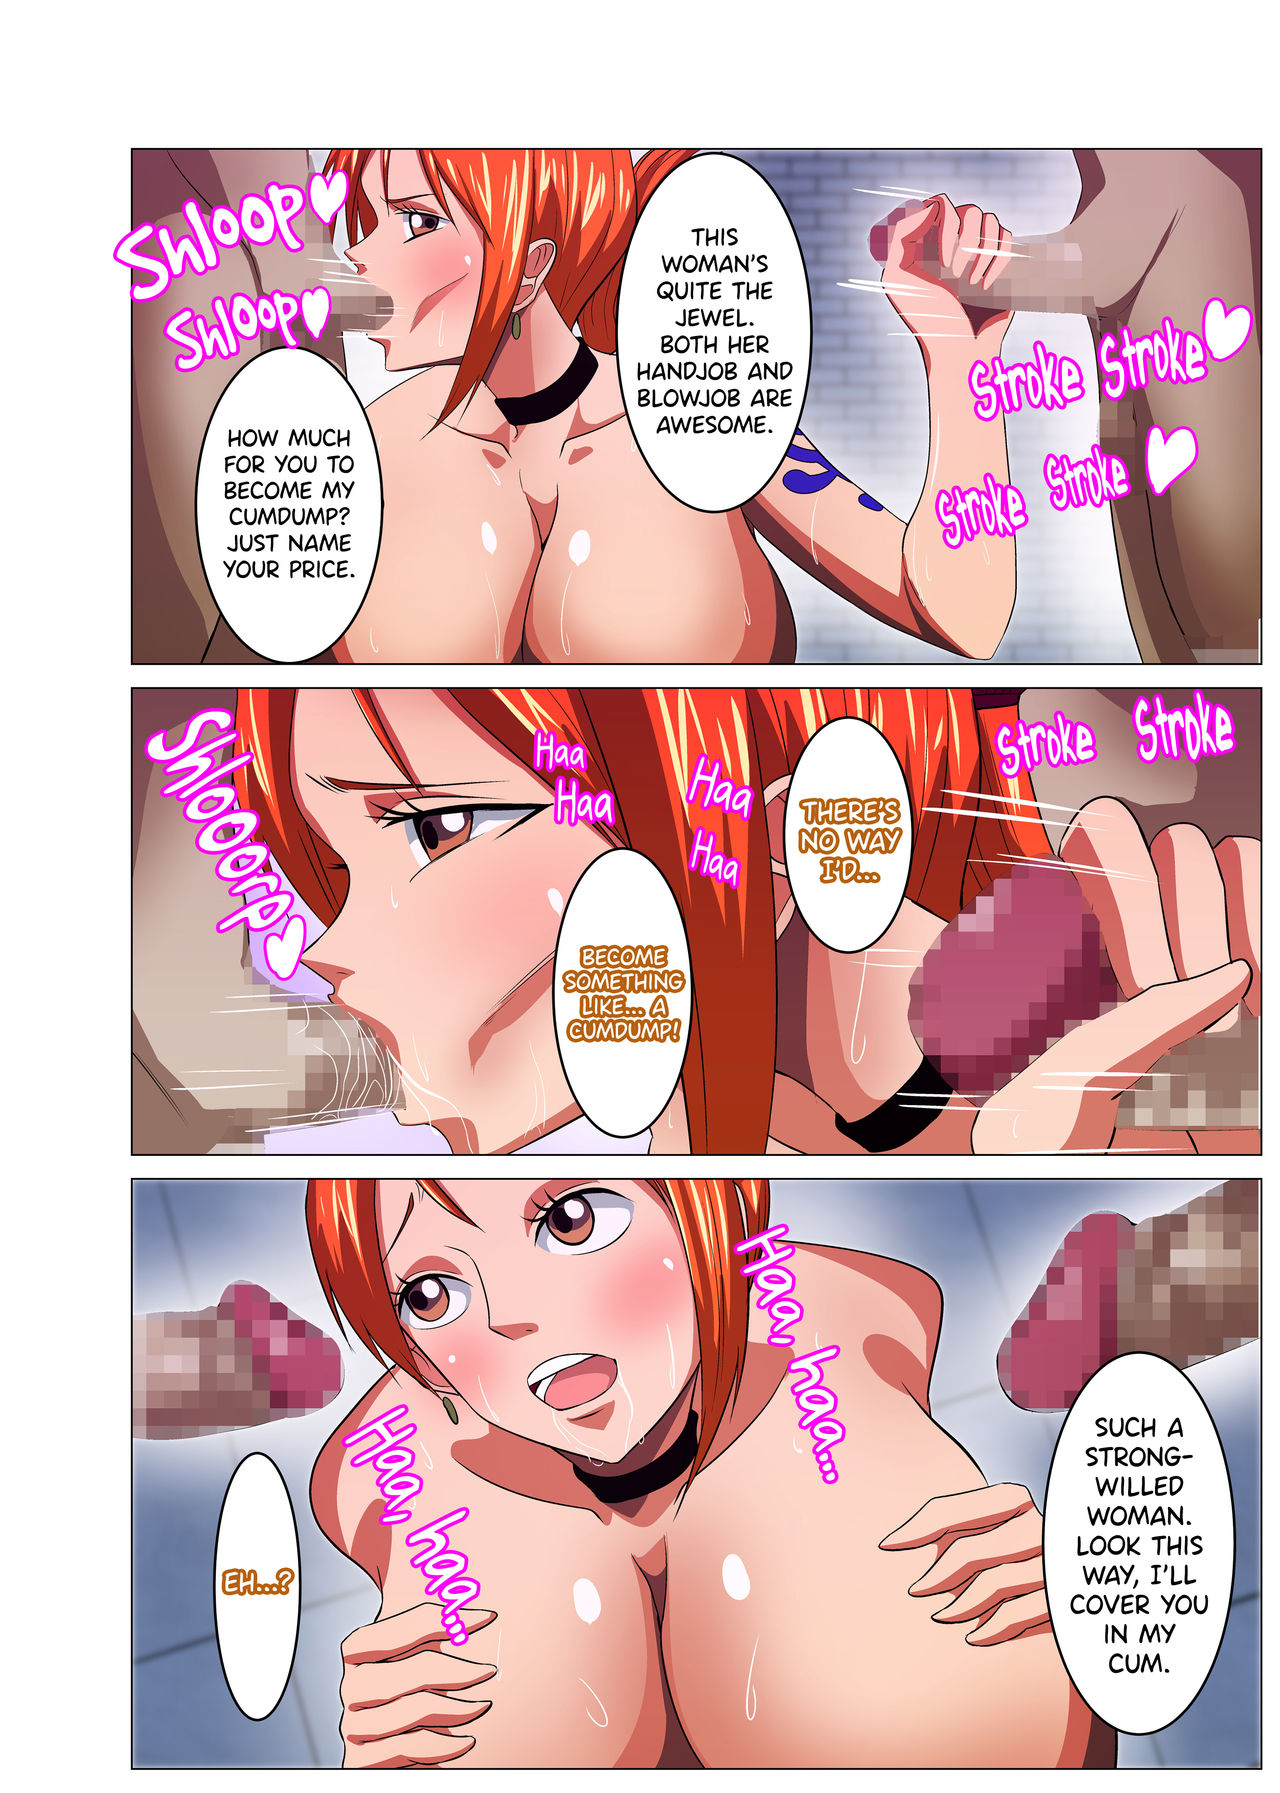 Shloop
Shloop
HOW MUCH
FOR YOU TO
BECOME MY
CUMDUMP?
JUST NAME
YOUR PRICE.
THIS
WOMAN'S
QUITE THE
JEWEL.
BOTH HER
HANDJOB AND
BLOWJOB ARE
AWESOME.
Stroke Stroke
Stroke Stroke
Shlooorp
Haa
Haa
Haa
Haa
THERE'S
NO WAY
I'D...
BECOME
SOMETHING
LIKE... A
CUMDUMP!
Stroke Stroke
Haa, haa...
Haa, haa...
EH...?
SUCH A
STRONG-
WILLED
WOMAN.
LOOK THIS
WAY, I'LL
COVER YOU
IN MY
CUM.